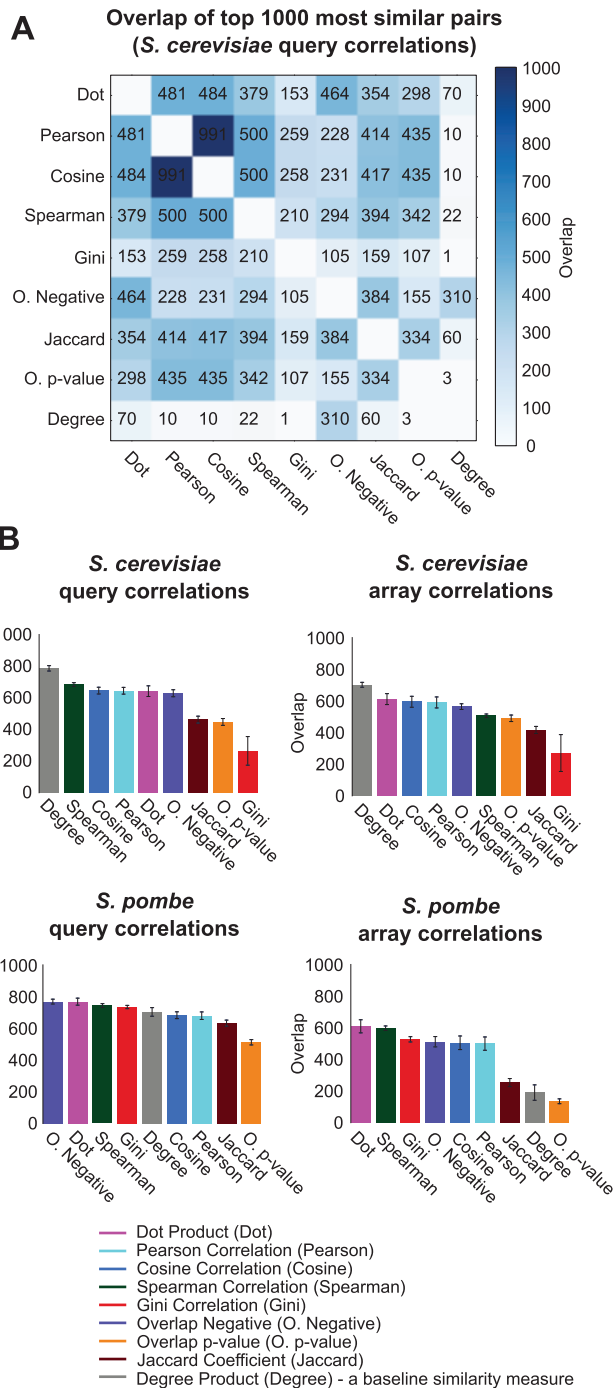 A
Overlap of top 1000 most similar pairs
(S. cerevisiae query correlations)
Dot 481 484 379 153 464 354 298 70
Pearson 481 991 500 259 228 414 435 10
Cosine 484 991 500 258 231 417 435 10
Spearman 379 500 500 210 294 394 342 22
Gini 153 259 258 210 105 159 107 1
O. Negative 464 228 231 294 105 384 155 310
Jaccard 354 414 417 394 159 384 334 60
O. p-value 298 435 435 342 107 155 334 3
Degree 70 10 10 22 1 310 60 3
Dot Pearson Cosine Spearman Gini O. Negative Jaccard O. p-value Degree
1000
900
800
700
600
500
400
300
200
100
0
Overlap
B
S. cerevisiae
query correlations
000
800
600
400
200
0
Degree Spearman Cosine Pearson Dot O. Negative Jaccard O. p-value Gini
S. cerevisiae
array correlations
1000
800
600
400
200
0
Overlap
Degree Dot Cosine Pearson O. Negative Spearman O. p-value Jaccard Gini
S. pombe
query correlations
1000
800
600
400
200
0
O. Negative Dot Spearman Gini Degree Cosine Pearson Jaccard O. p-value
S. pombe
array correlations
1000
800
600
400
200
0
Overlap
Dot Spearman Gini O. Negative Cosine Pearson Jaccard Degree O. p-value
Dot Product (Dot)
Pearson Correlation (Pearson)
Cosine Correlation (Cosine)
Spearman Correlation (Spearman)
Gini Correlation (Gini)
Overlap Negative (O. Negative)
Overlap p-value (O. p-value)
Jaccard Coefficient (Jaccard)
Degree Product (Degree) - a baseline similarity measure